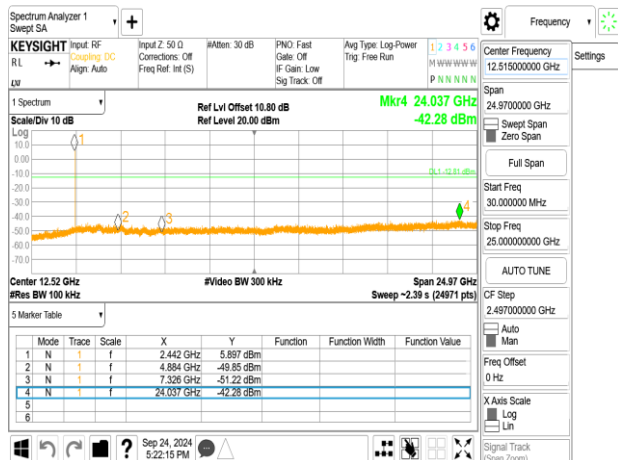 Spectrum Analyzer 1
Swept SA
Frequency
Settings
KEYSIGHT
RL
LXI
Input: RF
Coupling: DC
Align: Auto
Input Z: 50 Ω
Corrections: Off
Freq Ref: Int (S)
#Atten: 30 dB
PNO: Fast
Gate: Off
IF Gain: Low
Sig Track: Off
Avg Type: Log-Power
Trig: Free Run
1 2 3 4 5 6
M W W W W W
P N N N N N
1 Spectrum
Scale/Div 10 dB
Ref Lvl Offset 10.80 dB
Ref Level 20.00 dBm
Mkr4 24.037 GHz
-42.28 dBm
Log
10.0
0.00
-10.0
-20.0
-30.0
-40.0
-50.0
-60.0
-70.0
1
2
3
4
DL1 -12.81 dBm
Center 12.52 GHz
#Res BW 100 kHz
#Video BW 300 kHz
Span 24.97 GHz
Sweep ~2.39 s (24971 pts)
5 Marker Table
Mode Trace Scale X Y Function Function Width Function Value
1 N 1 f 2.442 GHz 5.897 dBm
2 N 1 f 4.884 GHz -49.85 dBm
3 N 1 f 7.326 GHz -51.22 dBm
4 N 1 f 24.037 GHz -42.28 dBm
5
6
Sep 24, 2024
5:22:15 PM
Center Frequency
12.515000000 GHz
Span
24.9700000 GHz
Swept Span
Zero Span
Full Span
Start Freq
30.000000 MHz
Stop Freq
25.000000000 GHz
AUTO TUNE
CF Step
2.497000000 GHz
Auto
Man
Freq Offset
0 Hz
X Axis Scale
Log
Lin
Signal Track
(Span Zoom)